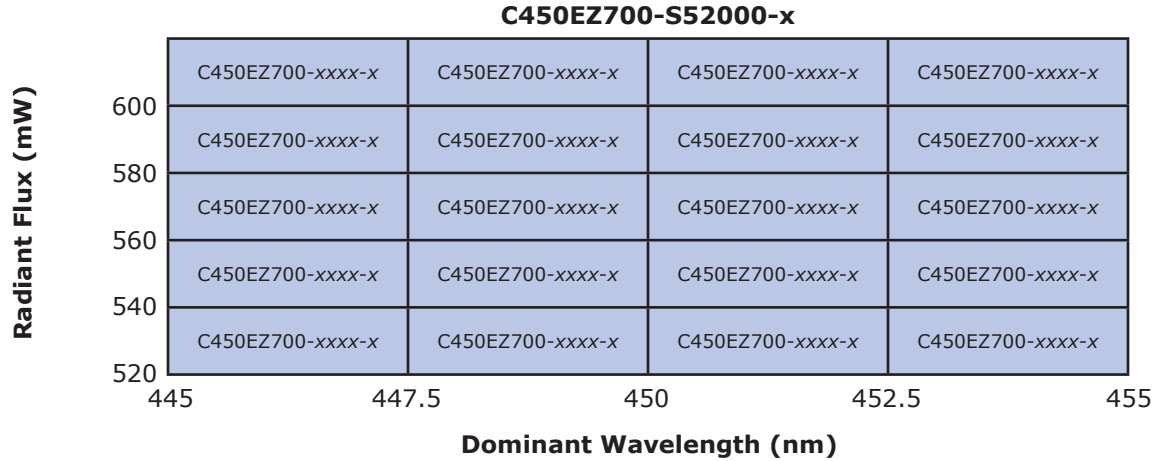 C450EZ700-S52000-x
Radiant Flux (mW)
C450EZ700-xxxx-x C450EZ700-xxxx-x C450EZ700-xxxx-x C450EZ700-xxxx-x
600
C450EZ700-xxxx-x C450EZ700-xxxx-x C450EZ700-xxxx-x C450EZ700-xxxx-x
580
C450EZ700-xxxx-x C450EZ700-xxxx-x C450EZ700-xxxx-x C450EZ700-xxxx-x
560
C450EZ700-xxxx-x C450EZ700-xxxx-x C450EZ700-xxxx-x C450EZ700-xxxx-x
540
C450EZ700-xxxx-x C450EZ700-xxxx-x C450EZ700-xxxx-x C450EZ700-xxxx-x
520
445 447.5 450 452.5 455
Dominant Wavelength (nm)